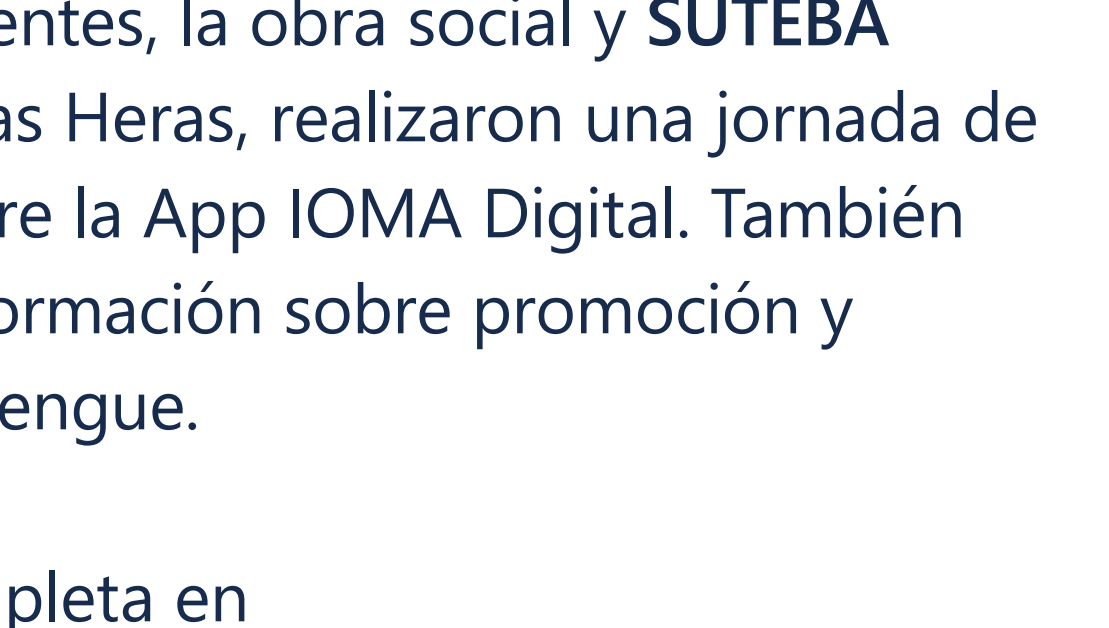 entes, la obra social y SUTEBA
as Heras, realizaron una jornada de
re la App IOMA Digital. También
ormación sobre promoción y
engue.
pleta en